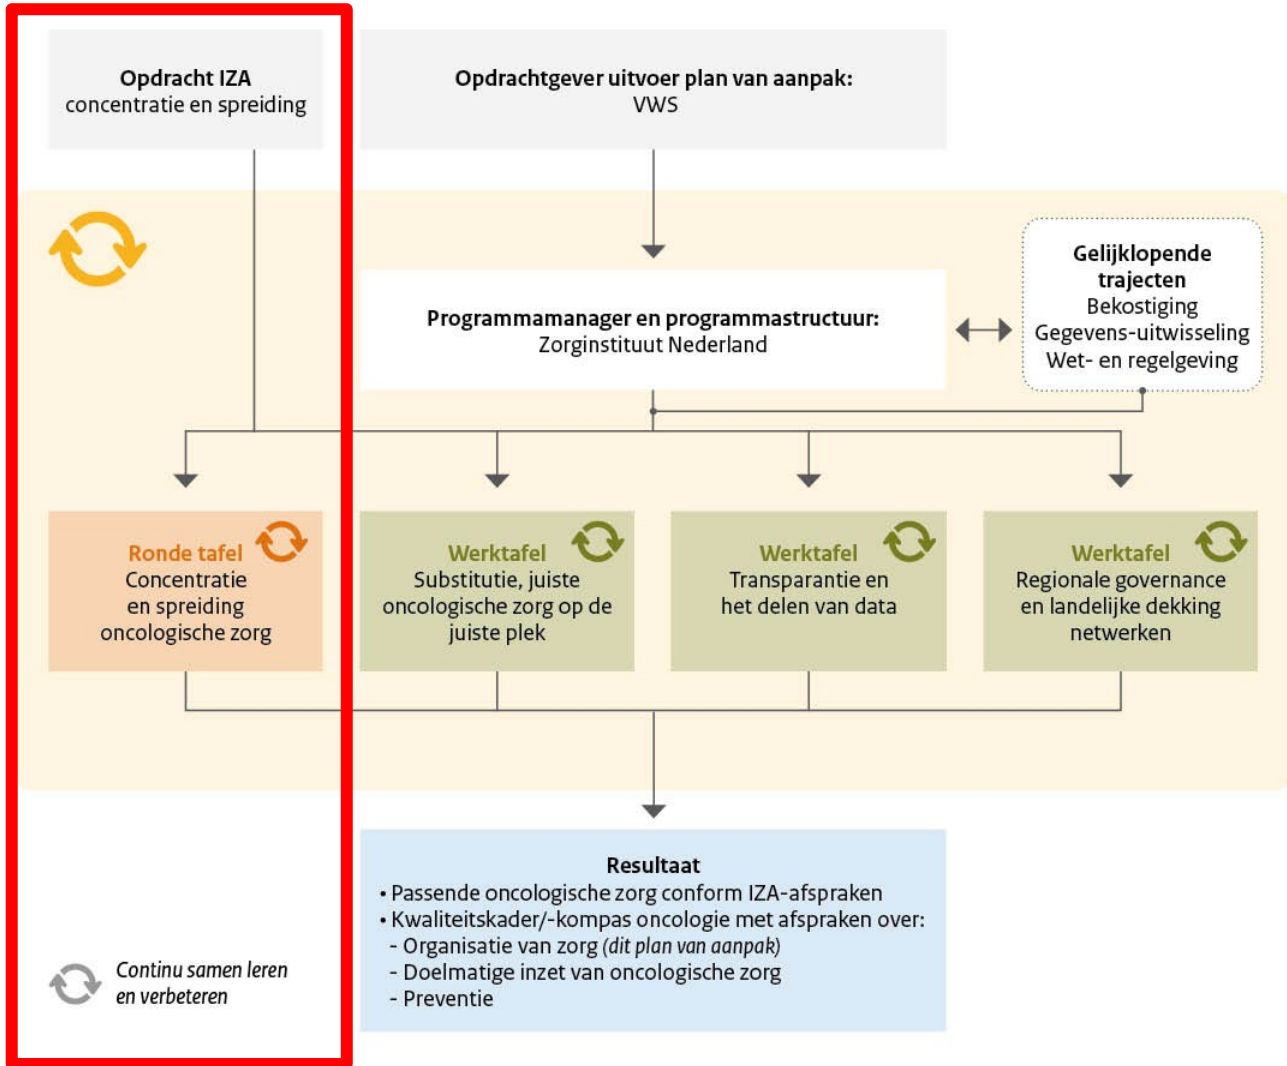 Opdracht IZA
concentratie en spreiding
Opdrachtgever uitvoer plan van aanpak:
VWS
Programmamanager en programmastructuur:
Zorginstituut Nederland
Gelijklopende
trajecten
Bekostiging
Gegevens-uitwisseling
Wet- en regelgeving
Ronde tafel
Concentratie
en spreiding
oncologische zorg
Werktafel
Substitutie, juiste
oncologische zorg op de
juiste plek
Werktafel
Transparantie en
het delen van data
Werktafel
Regionale governance
en landelijke dekking
netwerken
Resultaat
• Passende oncologische zorg conform IZA-afspraken
• Kwaliteitskader/-kompas oncologie met afspraken over:
- Organisatie van zorg (dit plan van aanpak)
- Doelmatige inzet van oncologische zorg
- Preventie
Continu samen leren
en verbeteren